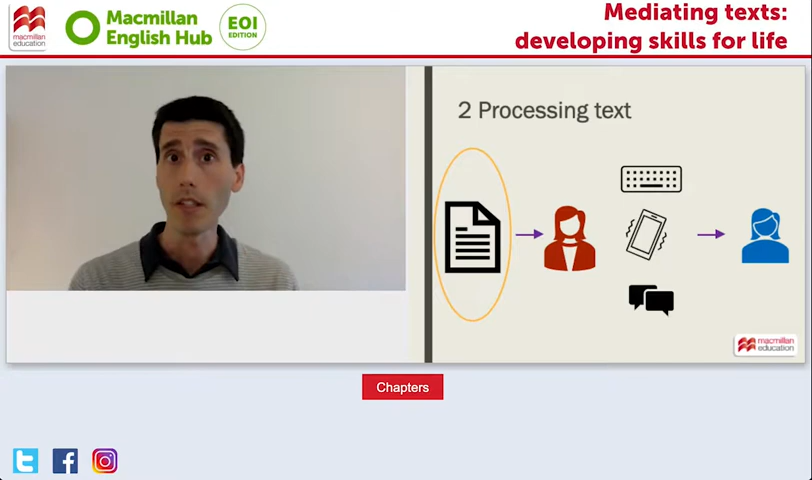 macmillan
education
Macmillan
English Hub
EOI
EDITION
Mediating texts:
developing skills for life
2 Processing text
macmillan
education
Chapters